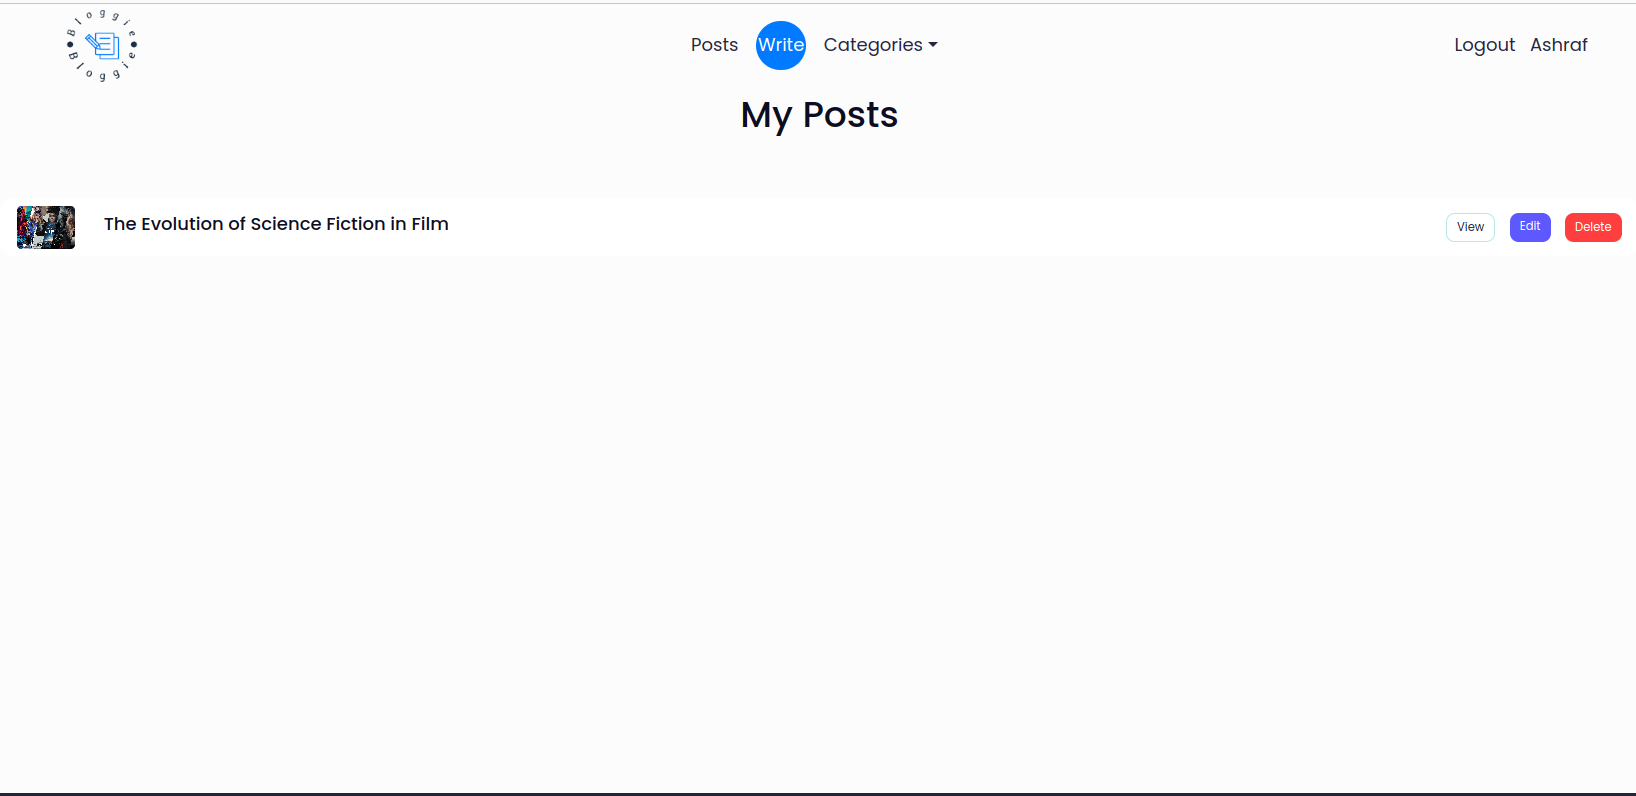 Bloggie
Bloggie
Posts Write Categories
Logout Ashraf
My Posts
The Evolution of Science Fiction in Film
View Edit Delete